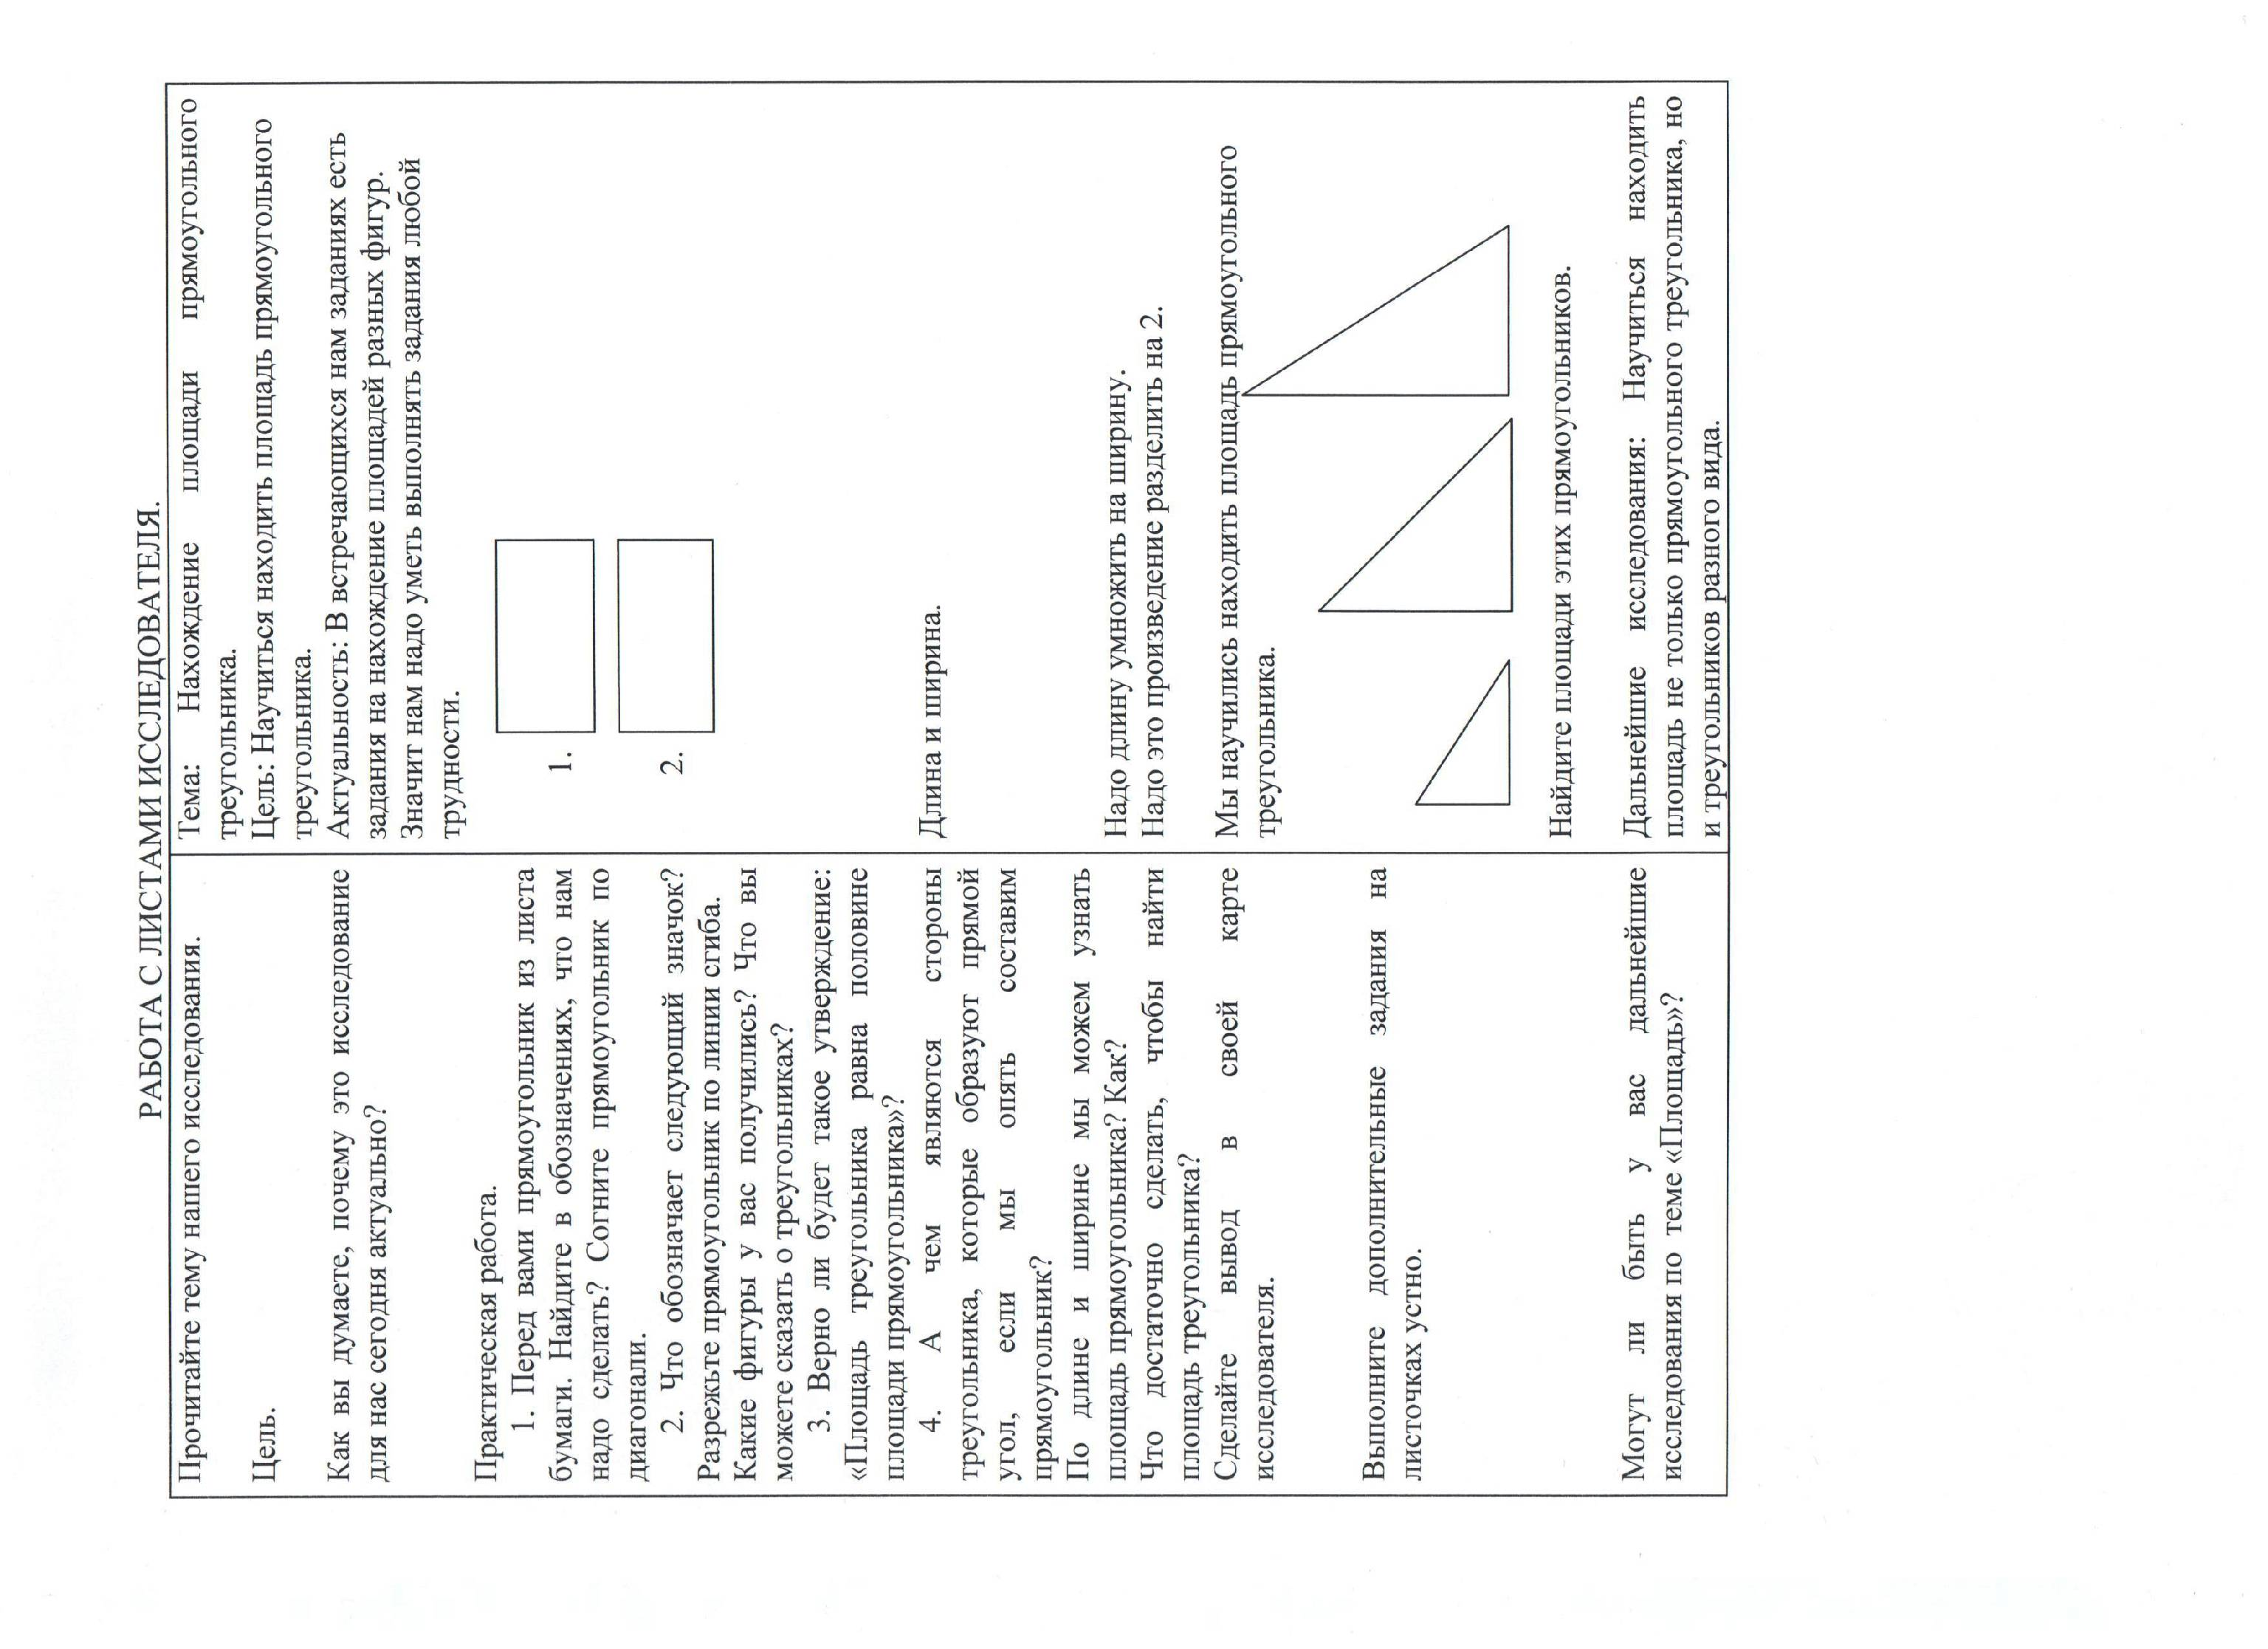 РАБОТА С ЛИСТАМИ ИССЛЕДОВАТЕЛЯ.
Прочитайте тему нашего исследования.
Цель.
Как вы думаете, почему это исследование
для нас сегодня актуально?
Практическая работа.
1. Перед вами прямоугольник из листа
бумаги. Найдите в обозначениях, что нам
надо сделать? Согните прямоугольник по
диагонали.
2. Что обозначает следующий значок?
Разрежьте прямоугольник по линии сгиба.
Какие фигуры у вас получились? Что вы
можете сказать о треугольниках?
3. Верно ли будет такое утверждение:
«Площадь треугольника равна половине
площади прямоугольника»?
4. А чем являются стороны
треугольника, которые образуют прямой
угол, если мы опять составим
прямоугольник?
По длине и ширине мы можем узнать
площадь прямоугольника? Как?
Что достаточно сделать, чтобы найти
площадь треугольника?
Сделайте вывод в своей карте
исследователя.
Выполните дополнительные задания на
листочках устно.
Могут ли быть у вас дальнейшие
исследования по теме «Площадь»?
Тема: Нахождение площади прямоугольного
треугольника.
Цель: Научиться находить площадь прямоугольного
треугольника.
Актуальность: В встречающихся нам заданиях есть
задания на нахождение площадей разных фигур.
Значит нам надо уметь выполнять задания любой
трудности.
1.
2.
Длина и ширина.
Надо длину умножить на ширину.
Надо это произведение разделить на 2.
Мы научились находить площадь прямоугольного
треугольника.
Найдите площади этих прямоугольников.
Дальнейшие исследования: Научиться находить
площадь не только прямоугольного треугольника, но
и треугольников разного вида.